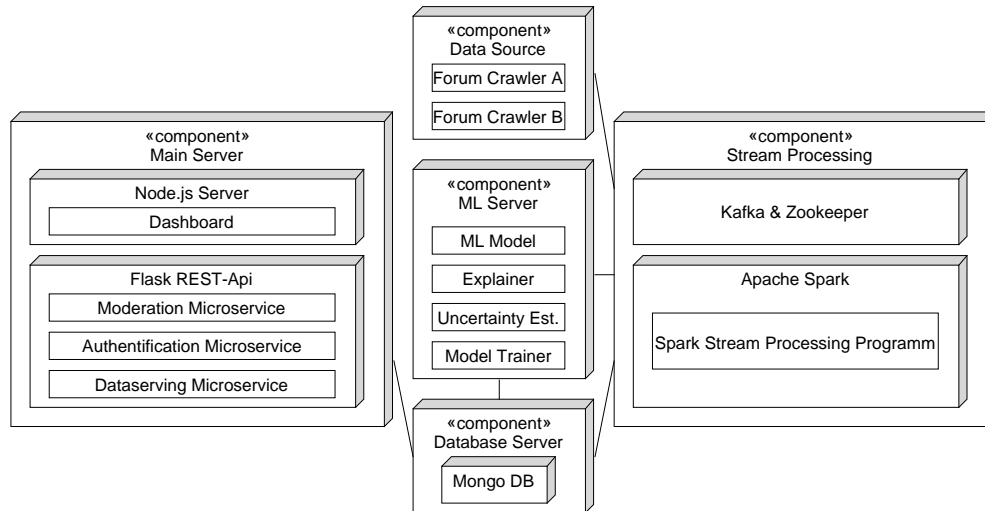 «component»
Data Source
Forum Crawler A
Forum Crawler B
«component»
Main Server
Node.js Server
Dashboard
Flask REST-Api
Moderation Microservice
Authentification Microservice
Dataserving Microservice
«component»
ML Server
ML Model
Explainer
Uncertainty Est.
Model Trainer
«component»
Database Server
Mongo DB
«component»
Stream Processing
Kafka & Zookeeper
Apache Spark
Spark Stream Processing Programm